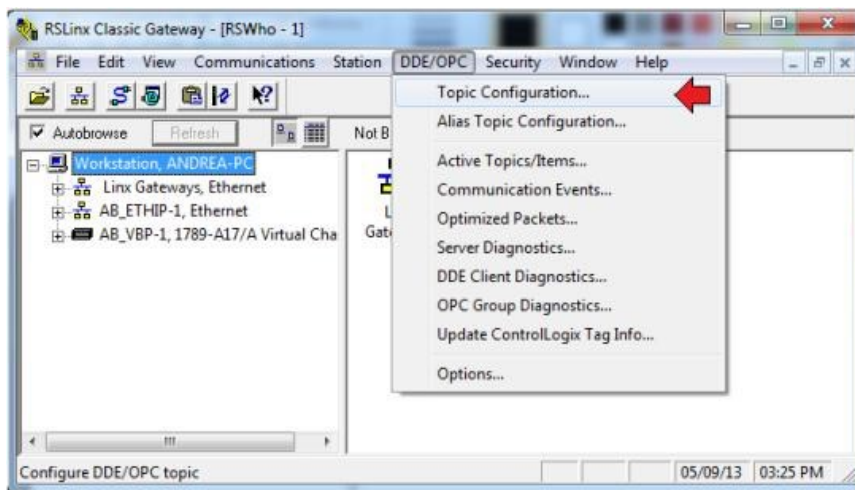 RSLinx Classic Gateway - [RSWho - 1]
File Edit View Communications Station DDE/OPC Security Window Help
Topic Configuration...
Alias Topic Configuration...
Active Topics/Items...
Communication Events...
Optimized Packets...
Server Diagnostics...
DDE Client Diagnostics...
OPC Group Diagnostics...
Update ControlLogix Tag Info...
Options...
Autobrowse Refresh Not B
Workstation, ANDREA-PC
Linx Gateways, Ethernet
AB_ETHIP-1, Ethernet
AB_VBP-1, 1789-A17/A Virtual Cha
L
Gate
Configure DDE/OPC topic 05/09/13 03:25 PM